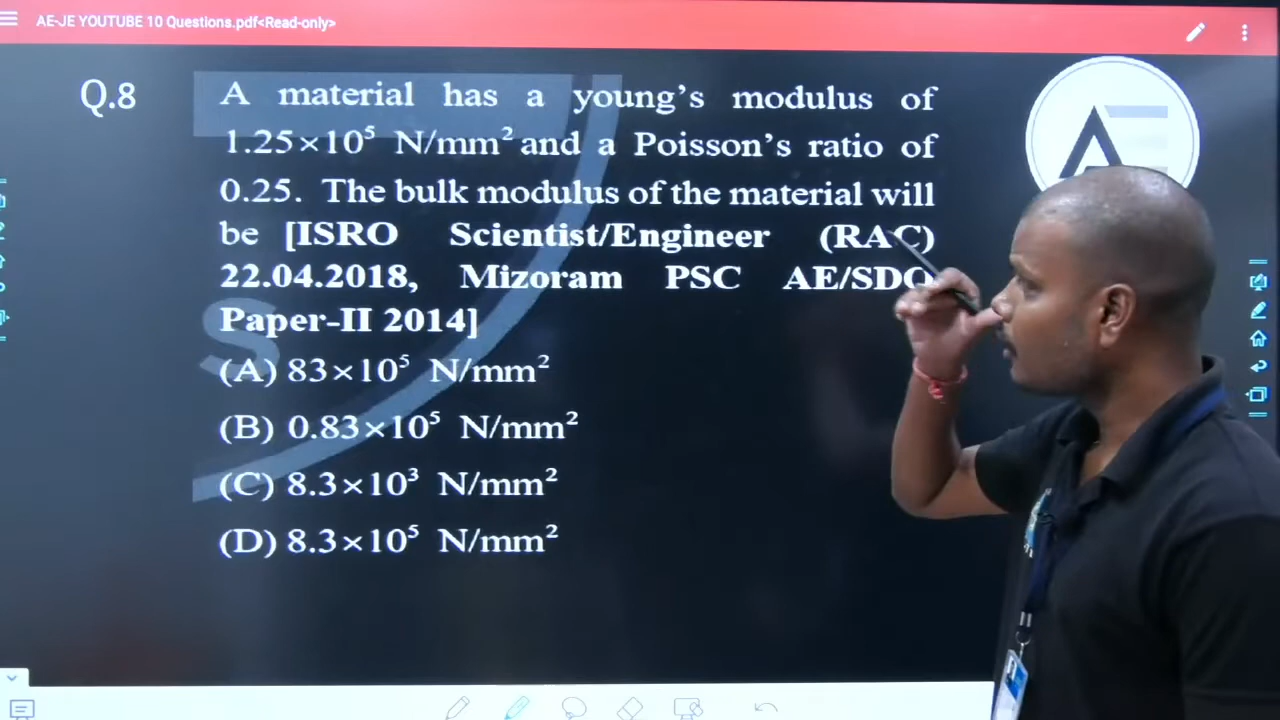 AE-JE YOUTUBE 10 Questions.pdf<Read-only>
Q.8 A material has a young's modulus of
1.25×10⁵ N/mm² and a Poisson's ratio of
0.25. The bulk modulus of the material will
be [ISRO Scientist/Engineer (RAC)
22.04.2018, Mizoram PSC AE/SDO
Paper-II 2014]
(A) 83×10⁵ N/mm²
(B) 0.83×10⁵ N/mm²
(C) 8.3×10³ N/mm²
(D) 8.3×10⁵ N/mm²